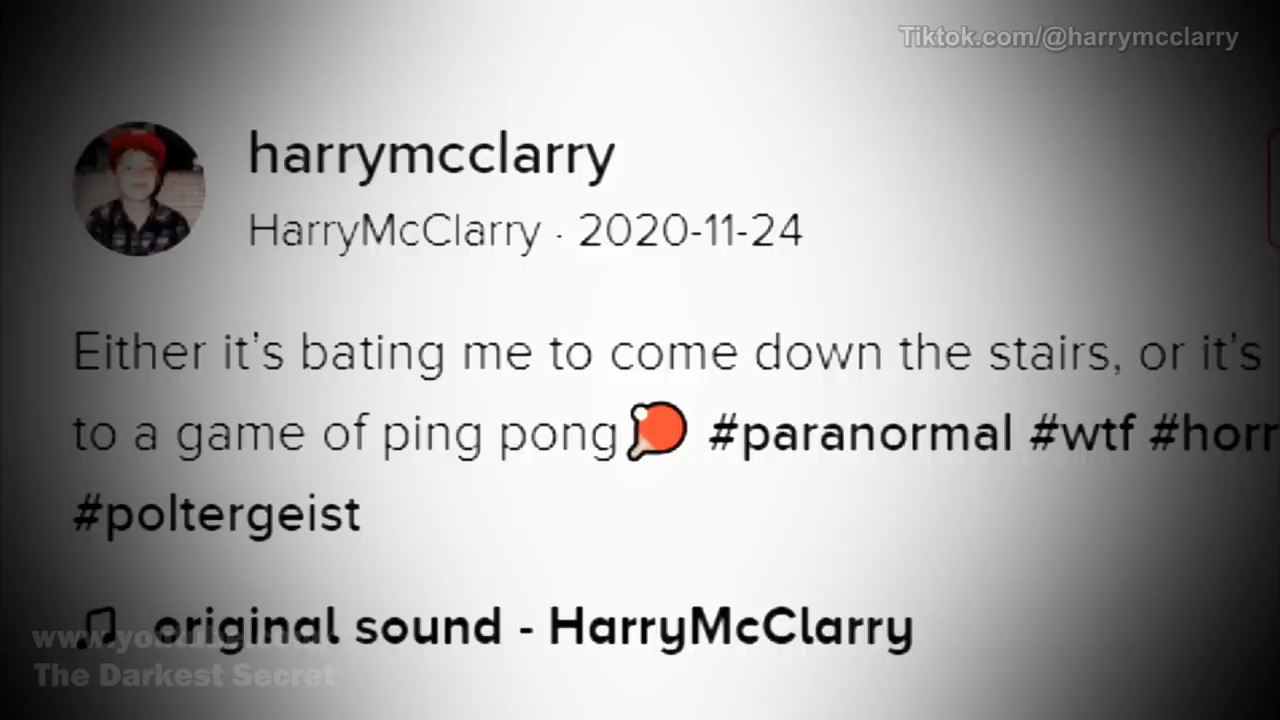 Tiktok.com/@harrymcclarry
harrymcclarry
HarryMcClarry · 2020-11-24
Either it's bating me to come down the stairs, or it's
to a game of ping pong🏓 #paranormal #wtf #horr
#poltergeist
original sound - HarryMcClarry
The Darkest Secret